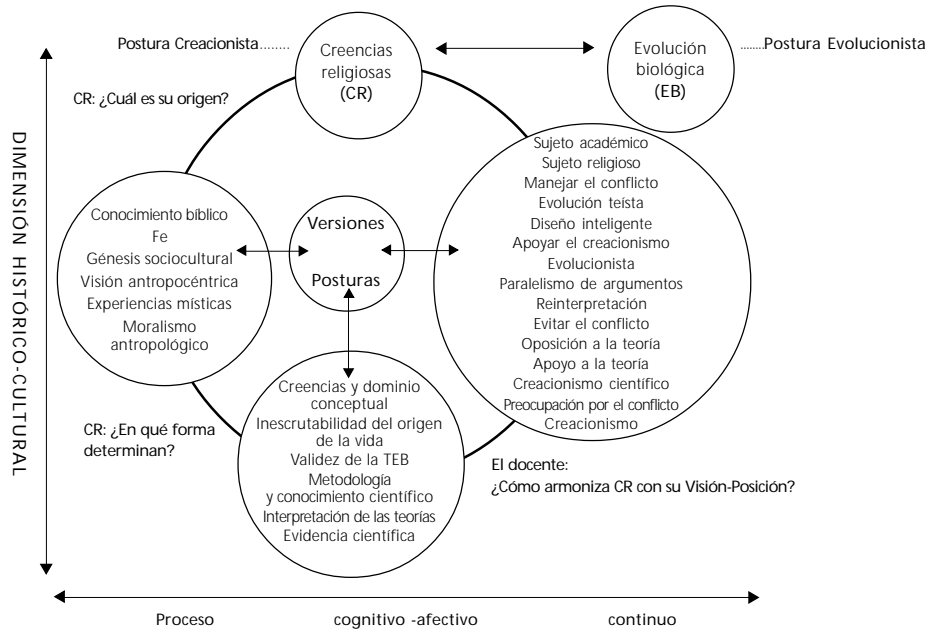 Postura Creacionista........
Creencias
religiosas
(CR)
Evolución
biológica
(EB)
.......Postura Evolucionista
CR: ¿Cuál es su origen?
DIMENSIÓN HISTÓRICO-CULTURAL
Conocimiento bíblico
Fe
Génesis sociocultural
Visión antropocéntrica
Experiencias místicas
Moralismo
antropológico
Versiones
Posturas
Sujeto académico
Sujeto religioso
Manejar el conflicto
Evolución teísta
Diseño inteligente
Apoyar el creacionismo
Evolucionista
Paralelismo de argumentos
Reinterpretación
Evitar el conflicto
Oposición a la teoría
Apoyo a la teoría
Creacionismo científico
Preocupación por el conflicto
Creacionismo
Creencias y dominio
conceptual
Inescrutabilidad del origen
de la vida
Validez de la TEB
Metodología
y conocimiento científico
Interpretación de las teorías
Evidencia científica
CR: ¿En qué forma
determinan?
El docente:
¿Cómo armoniza CR con su Visión-Posición?
Proceso cognitivo -afectivo continuo